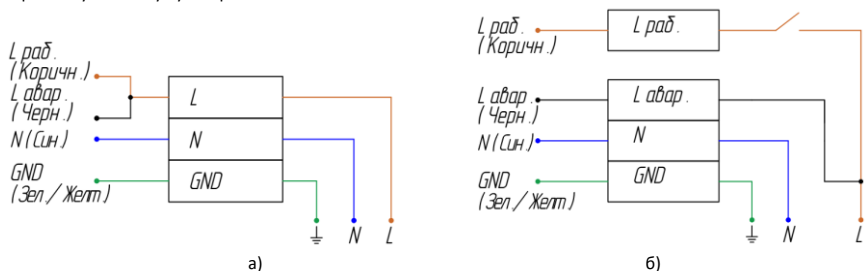 L раб.
(Коричн.)
L авар.
(Черн.)
N (Син.)
GND
(Зел./Желт.)
L
N
GND
N
L
а)
L раб.
(Коричн.)
L раб.
L авар.
(Черн.)
N (Син.)
GND
(Зел./Желт.)
L авар.
N
GND
N
L
б)